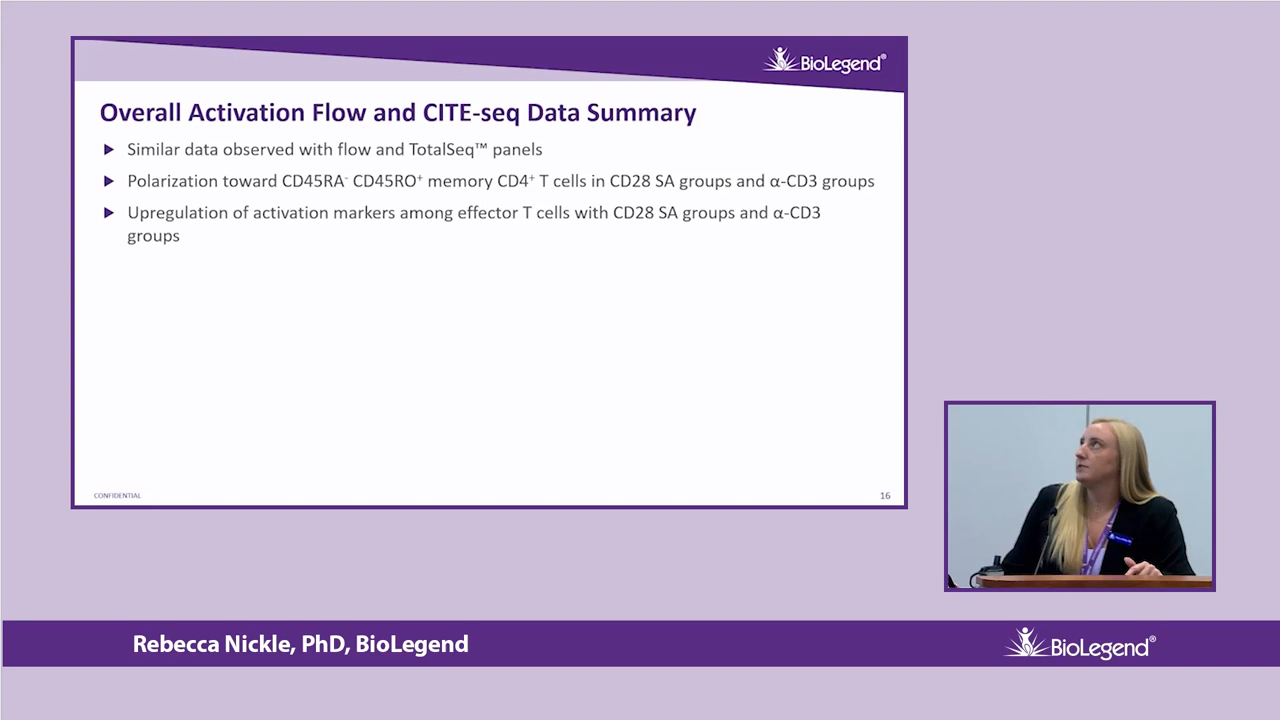 BioLegend®
Overall Activation Flow and CITE-seq Data Summary
Similar data observed with flow and TotalSeq™ panels
Polarization toward CD45RA⁻ CD45RO⁺ memory CD4⁺ T cells in CD28 SA groups and α-CD3 groups
Upregulation of activation markers among effector T cells with CD28 SA groups and α-CD3
groups
CONFIDENTIAL
16
Rebecca Nickle, PhD, BioLegend
BioLegend®